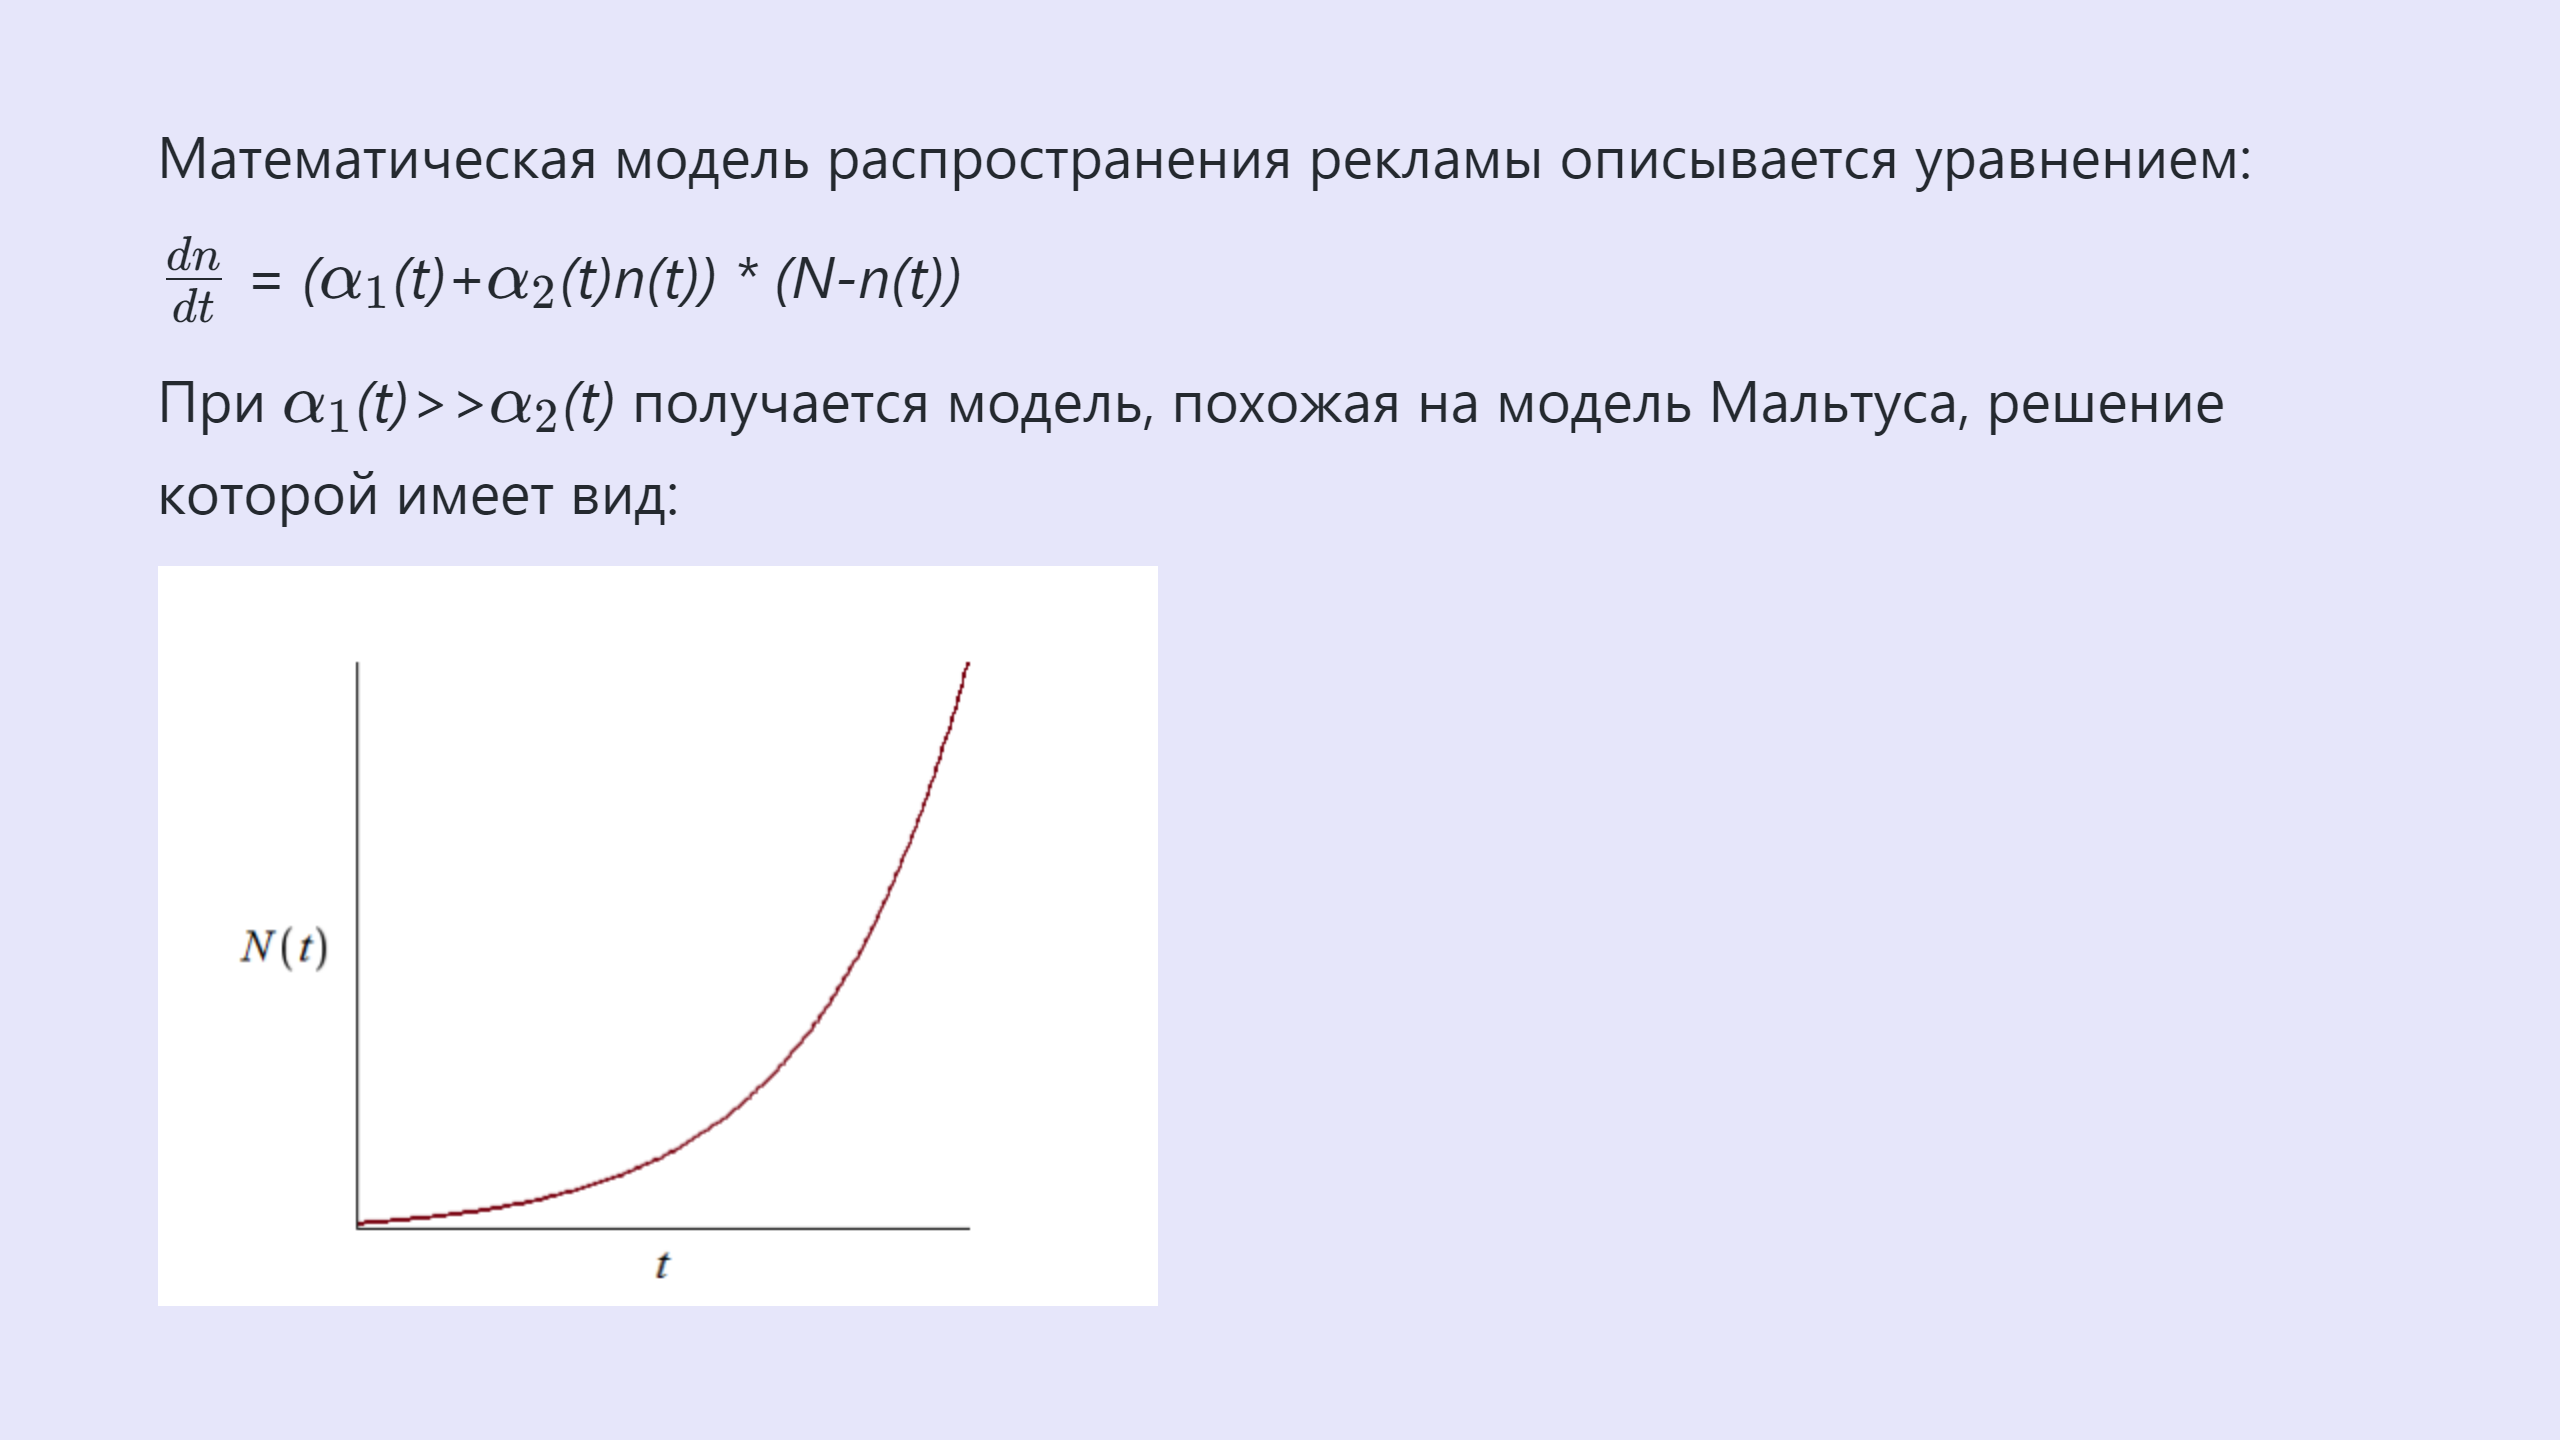 Математическая модель распространения рекламы описывается уравнением:
dn/dt = (α₁(t)+α₂(t)n(t)) * (N-n(t))
При α₁(t)>>α₂(t) получается модель, похожая на модель Мальтуса, решение
которой имеет вид:
N(t)
t